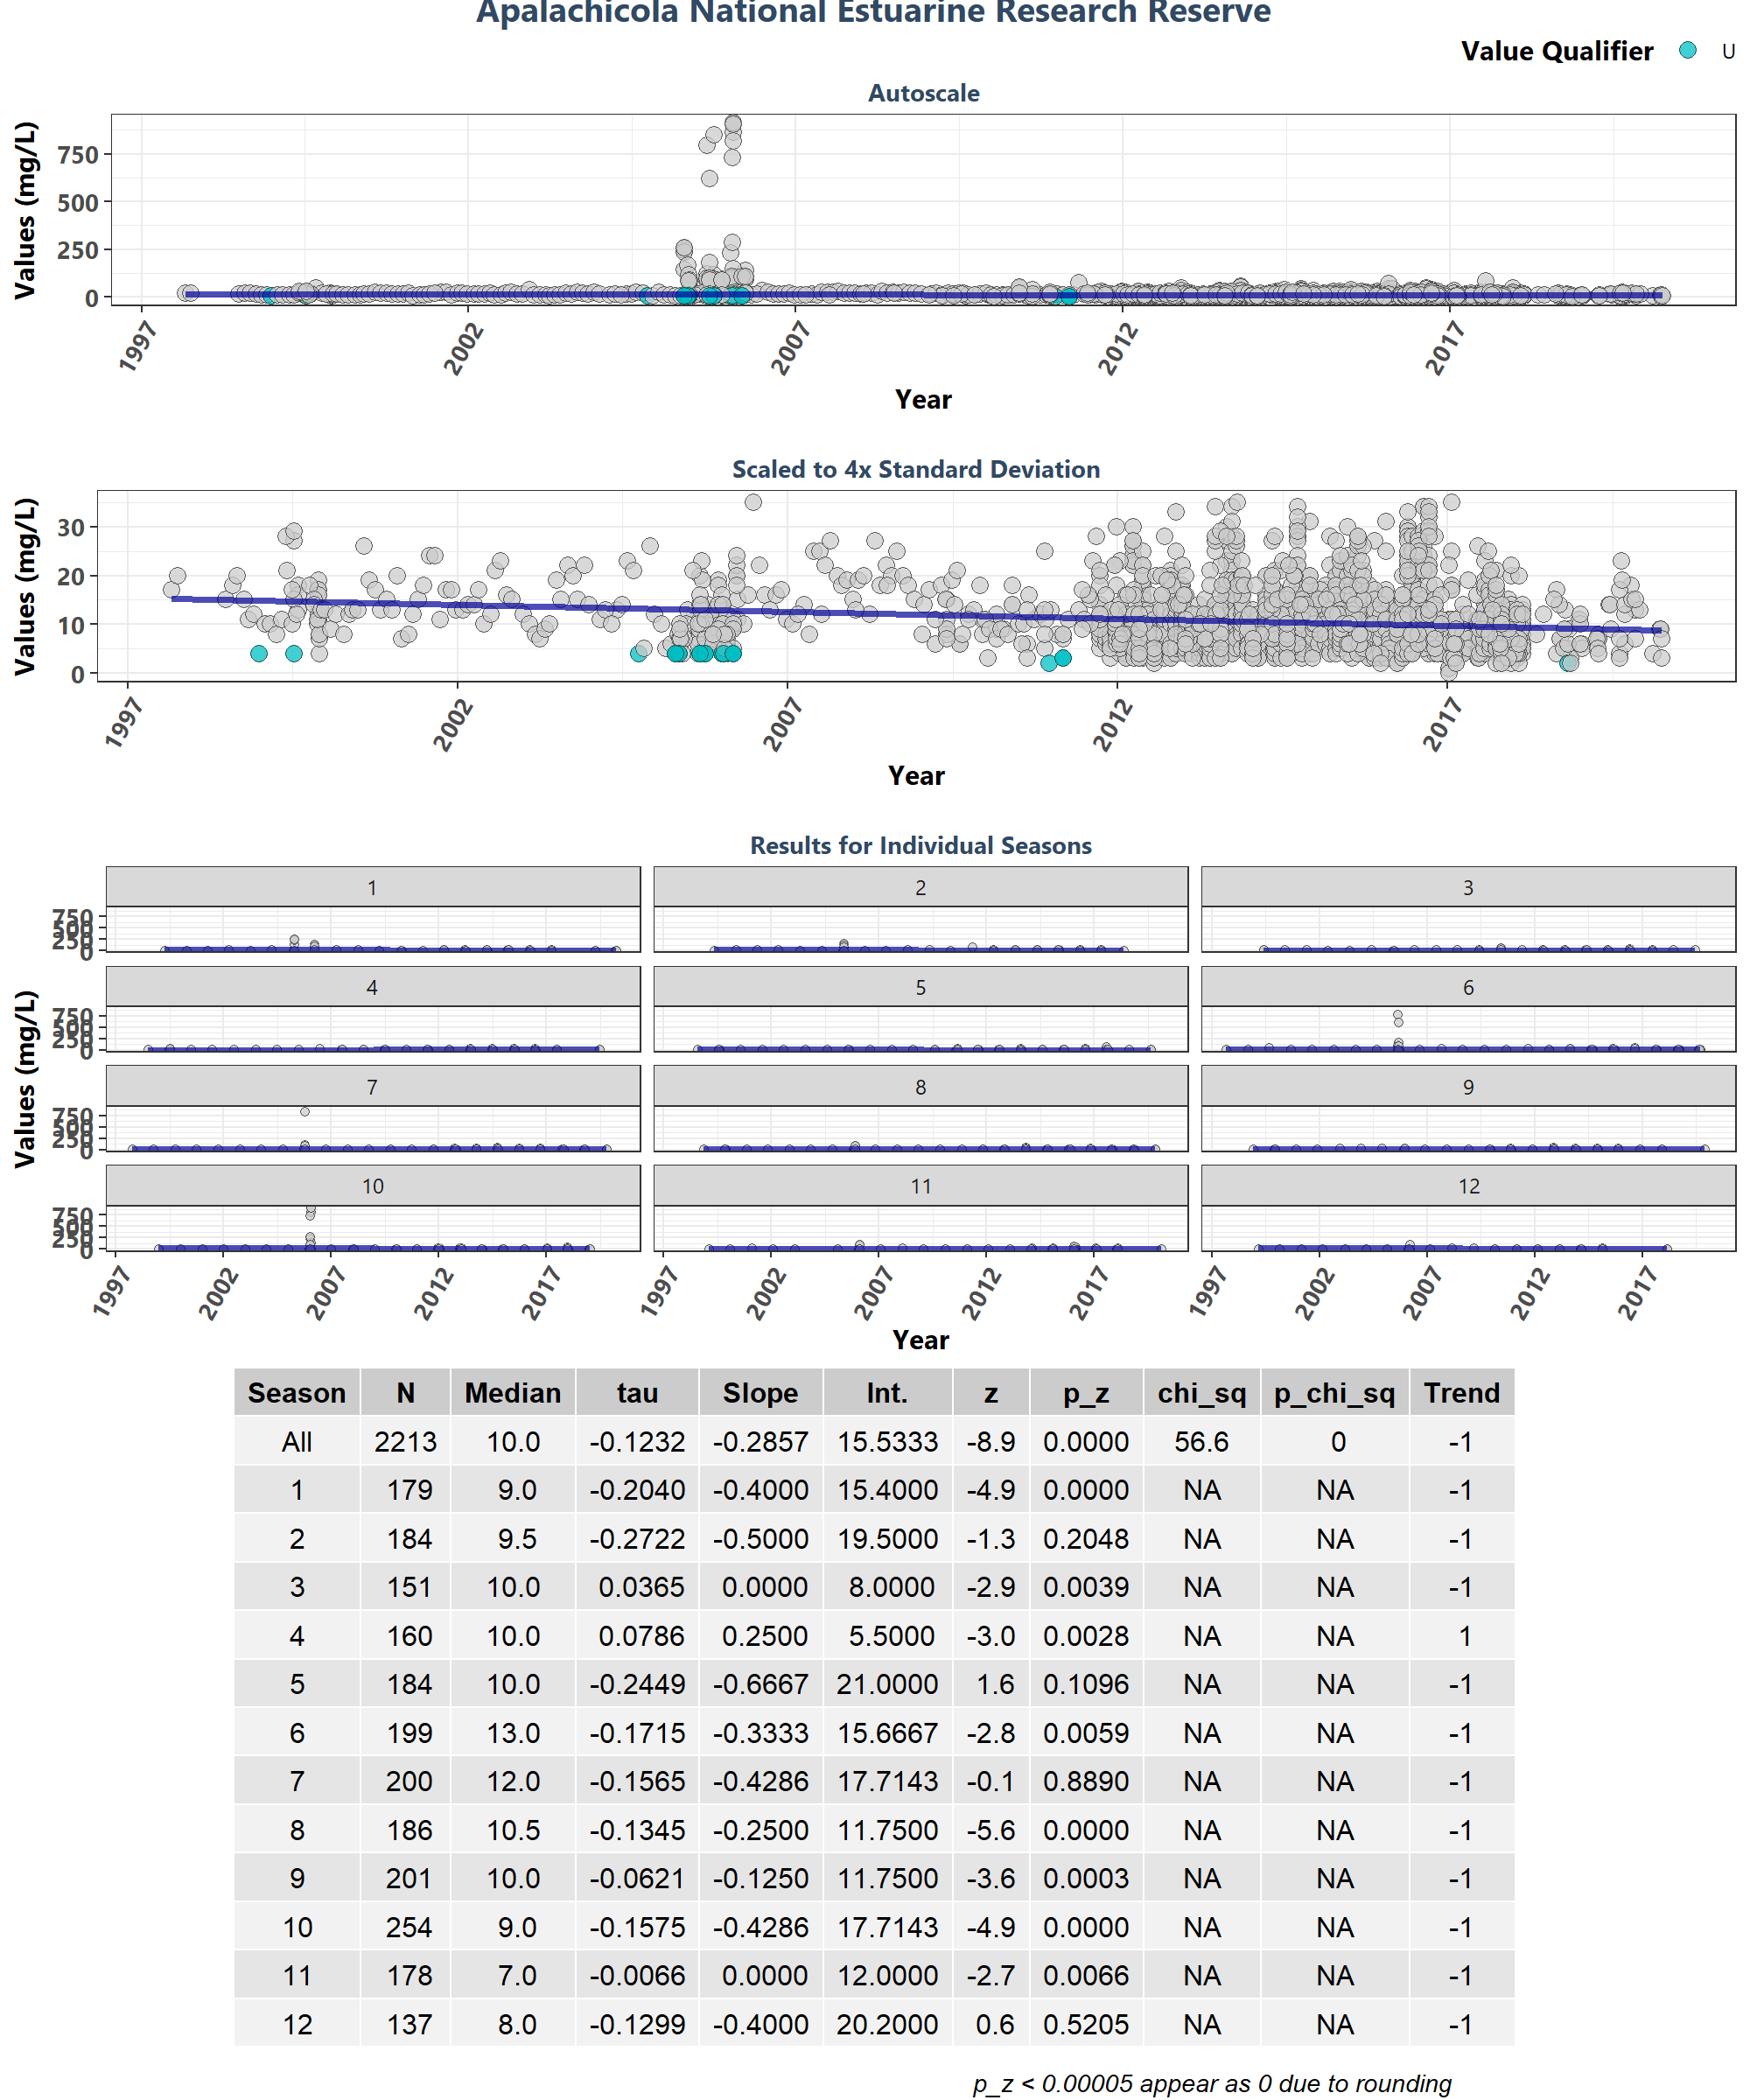 Apalachicola National Estuarine Research Reserve
Value Qualifier U
Autoscale
Values (mg/L)
750
500
250
0
1997 2002 2007 2012 2017
Year
Scaled to 4x Standard Deviation
Values (mg/L)
30
20
10
0
1997 2002 2007 2012 2017
Year
Results for Individual Seasons
Values (mg/L)
1 2 3
750
500
250
0
4 5 6
750
500
250
0
7 8 9
750
500
250
0
10 11 12
750
500
250
0
1997 2002 2007 2012 2017 1997 2002 2007 2012 2017 1997 2002 2007 2012 2017
Year
Season N Median tau Slope Int. z p_z chi_sq p_chi_sq Trend
All 2213 10.0 -0.1232 -0.2857 15.5333 -8.9 0.0000 56.6 0 -1
1 179 9.0 -0.2040 -0.4000 15.4000 -4.9 0.0000 NA NA -1
2 184 9.5 -0.2722 -0.5000 19.5000 -1.3 0.2048 NA NA -1
3 151 10.0 0.0365 0.0000 8.0000 -2.9 0.0039 NA NA -1
4 160 10.0 0.0786 0.2500 5.5000 -3.0 0.0028 NA NA 1
5 184 10.0 -0.2449 -0.6667 21.0000 1.6 0.1096 NA NA -1
6 199 13.0 -0.1715 -0.3333 15.6667 -2.8 0.0059 NA NA -1
7 200 12.0 -0.1565 -0.4286 17.7143 -0.1 0.8890 NA NA -1
8 186 10.5 -0.1345 -0.2500 11.7500 -5.6 0.0000 NA NA -1
9 201 10.0 -0.0621 -0.1250 11.7500 -3.6 0.0003 NA NA -1
10 254 9.0 -0.1575 -0.4286 17.7143 -4.9 0.0000 NA NA -1
11 178 7.0 -0.0066 0.0000 12.0000 -2.7 0.0066 NA NA -1
12 137 8.0 -0.1299 -0.4000 20.2000 0.6 0.5205 NA NA -1
p_z < 0.00005 appear as 0 due to rounding